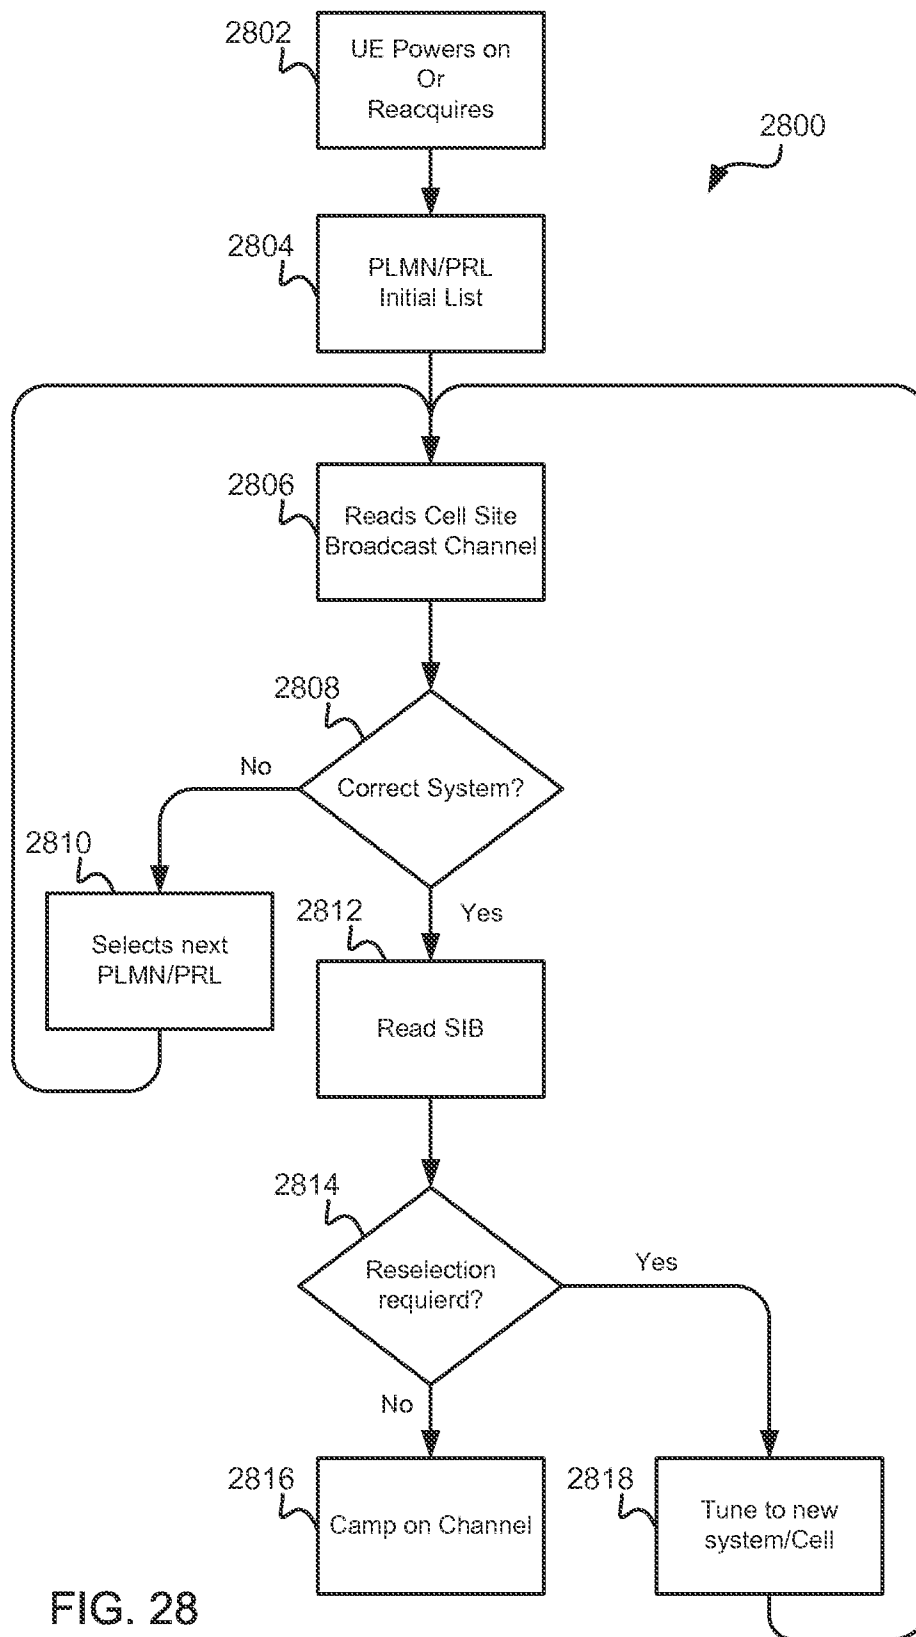 2802
UE Powers on
Or
Reacquires
2800
2804
PLMN/PRL
Initial List
2806
Reads Cell Site
Broadcast Channel
2808
Correct System?
No
2810
Selects next
PLMN/PRL
Yes
2812
Read SIB
2814
Reselection
requierd?
Yes
No
2816
Camp on Channel
2818
Tune to new
system/Cell
FIG. 28